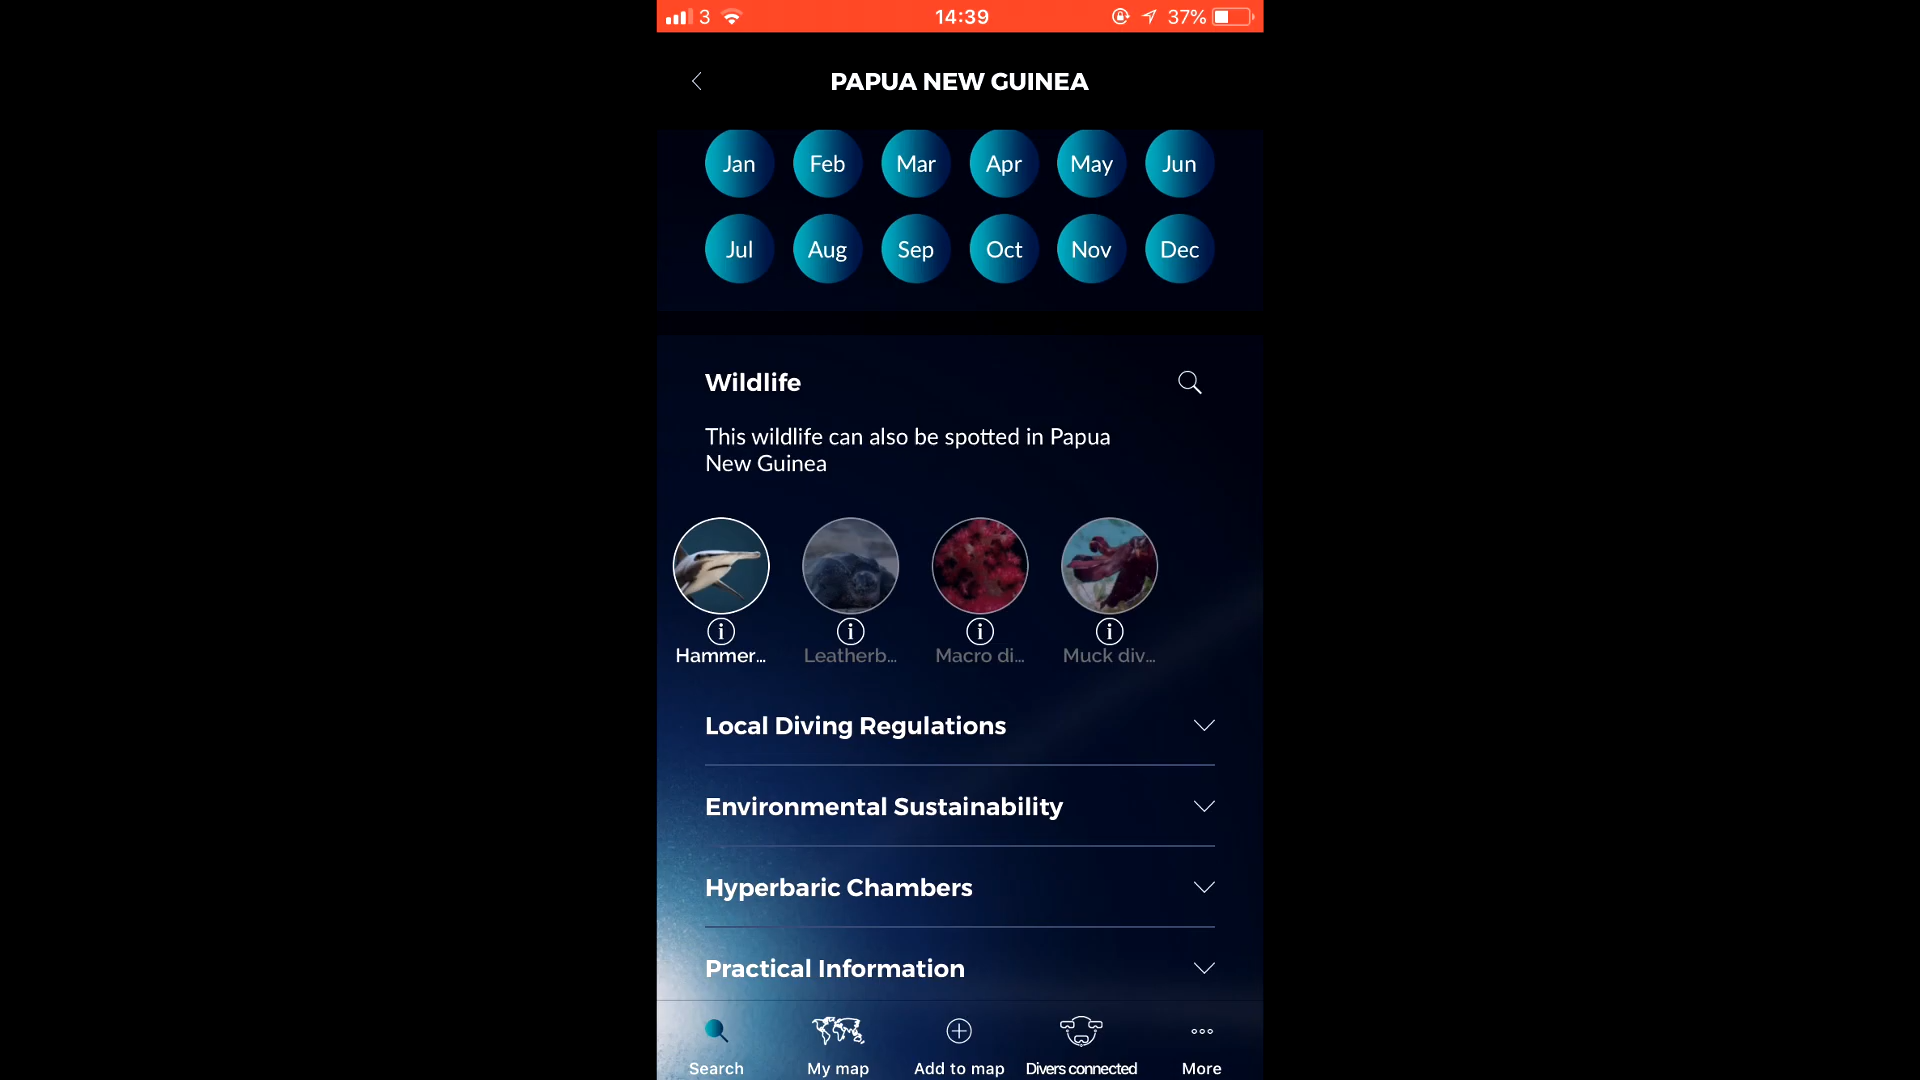 3 14:39 37%
PAPUA NEW GUINEA
Jan Feb Mar Apr May Jun
Jul Aug Sep Oct Nov Dec
Wildlife
This wildlife can also be spotted in Papua
New Guinea
i i i i
Hammer... Leatherb... Macro di... Muck div...
Local Diving Regulations
Environmental Sustainability
Hyperbaric Chambers
Practical Information
Search My map Add to map Divers connected More